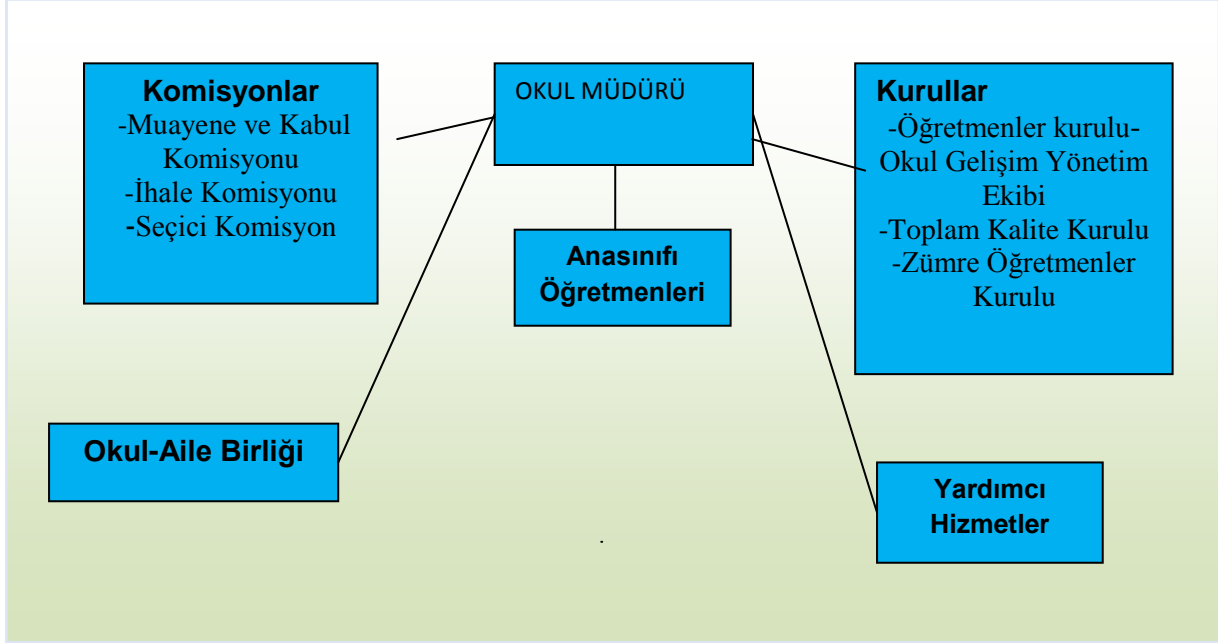 Komisyonlar
-Muayene ve Kabul
Komisyonu
-İhale Komisyonu
-Seçici Komisyon
OKUL MÜDÜRÜ
Kurullar
-Öğretmenler kurulu-
Okul Gelişim Yönetim
Ekibi
-Toplam Kalite Kurulu
-Zümre Öğretmenler
Kurulu
Anasınıfı
Öğretmenleri
Okul-Aile Birliği
Yardımcı
Hizmetler
.